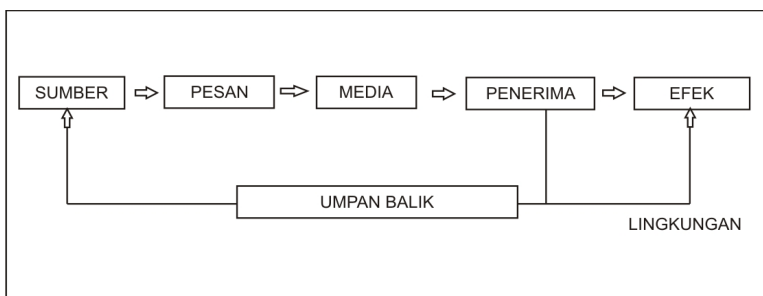 SUMBER
PESAN
MEDIA
PENERIMA
EFEK
UMPAN BALIK
LINGKUNGAN